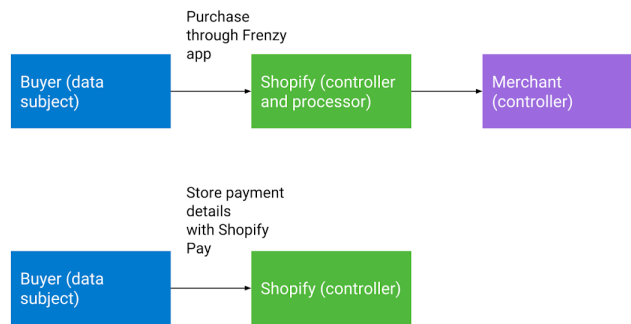 Purchase
through Frenzy
app
Buyer (data
subject)
Shopify (controller
and processor)
Merchant
(controller)
Store payment
details
with Shopify
Pay
Buyer (data
subject)
Shopify (controller)